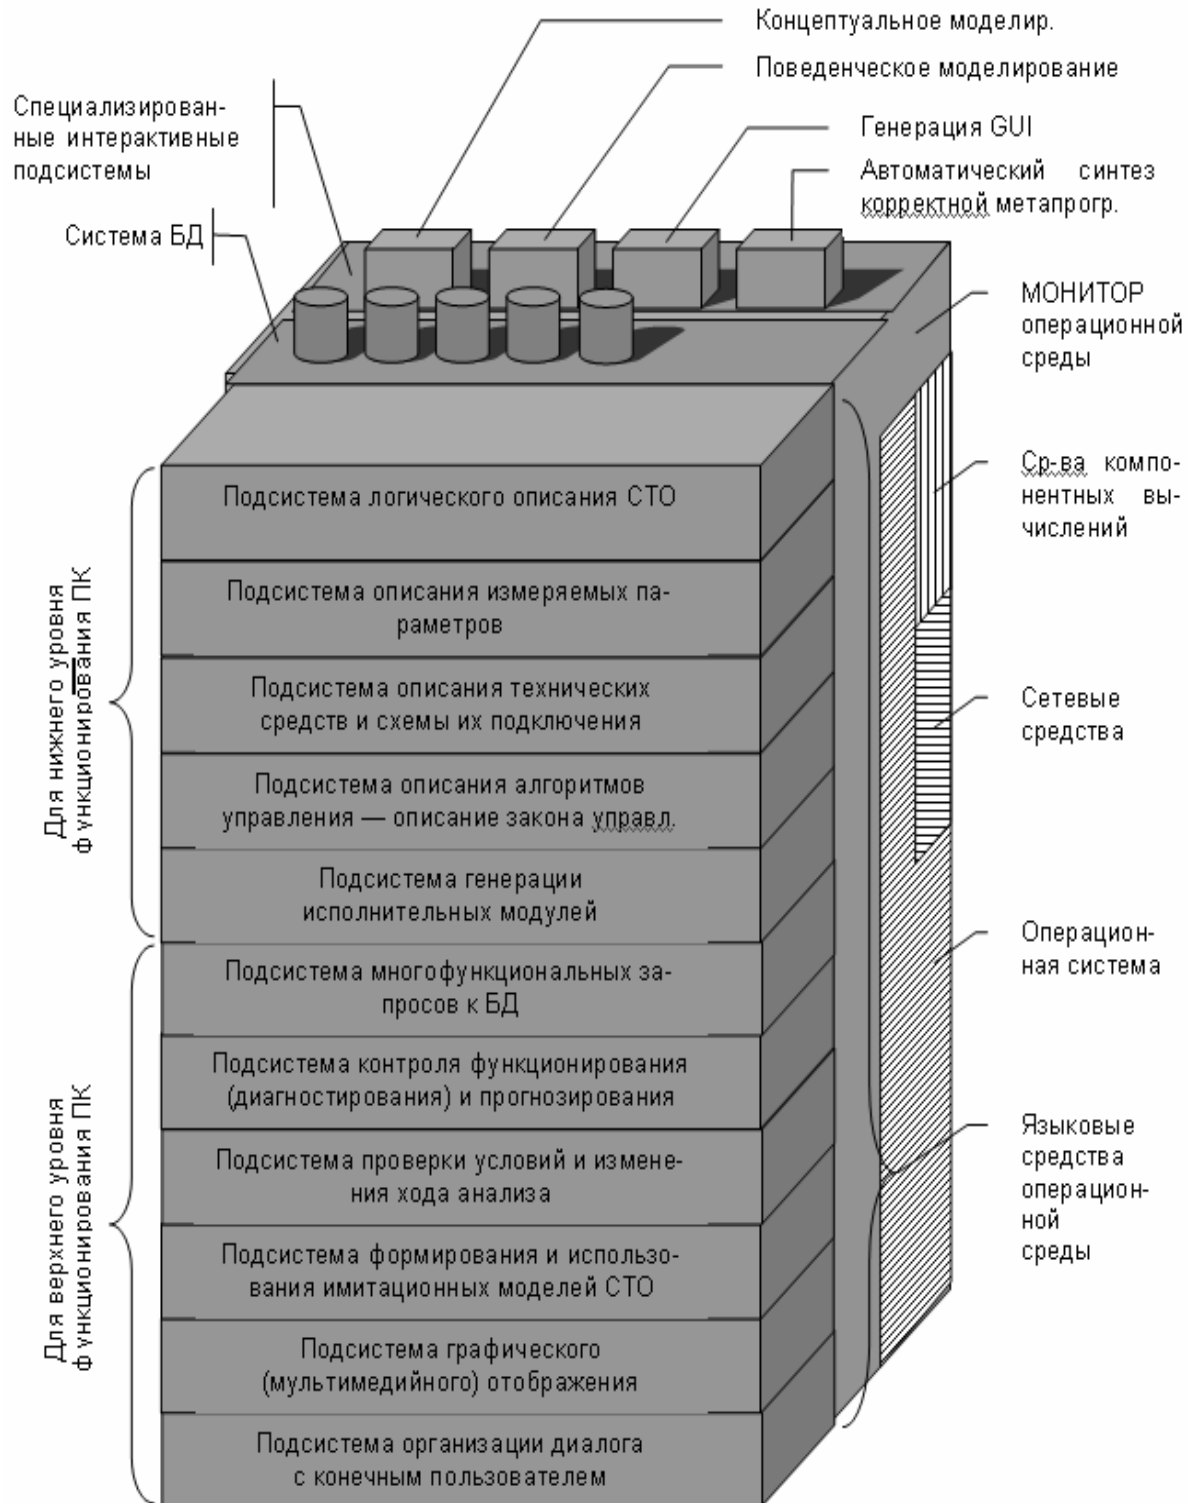 Концептуальное моделир.
Поведенческое моделирование
Генерация GUI
Автоматический синтез
корректной метапрогр.
Специализирован-
ные интерактивные
подсистемы
Система БД
МОНИТОР
операционной
среды
Ср-ва компо-
нентных вы-
числений
Сетевые
средства
Операцион-
ная система
Языковые
средства
операцион-
ной
среды
Для нижнего уровня
функционирования ПК
Подсистема логического описания СТО
Подсистема описания измеряемых па-
раметров
Подсистема описания технических
средств и схемы их подключения
Подсистема описания алгоритмов
управления — описание закона управл.
Подсистема генерации
исполнительных модулей
Для верхнего уровня
функционирования ПК
Подсистема многофункциональных за-
просов к БД
Подсистема контроля функционирования
(диагностирования) и прогнозирования
Подсистема проверки условий и измене-
ния хода анализа
Подсистема формирования и использо-
вания имитационных моделей СТО
Подсистема графического
(мультимедийного) отображения
Подсистема организации диалога
с конечным пользователем